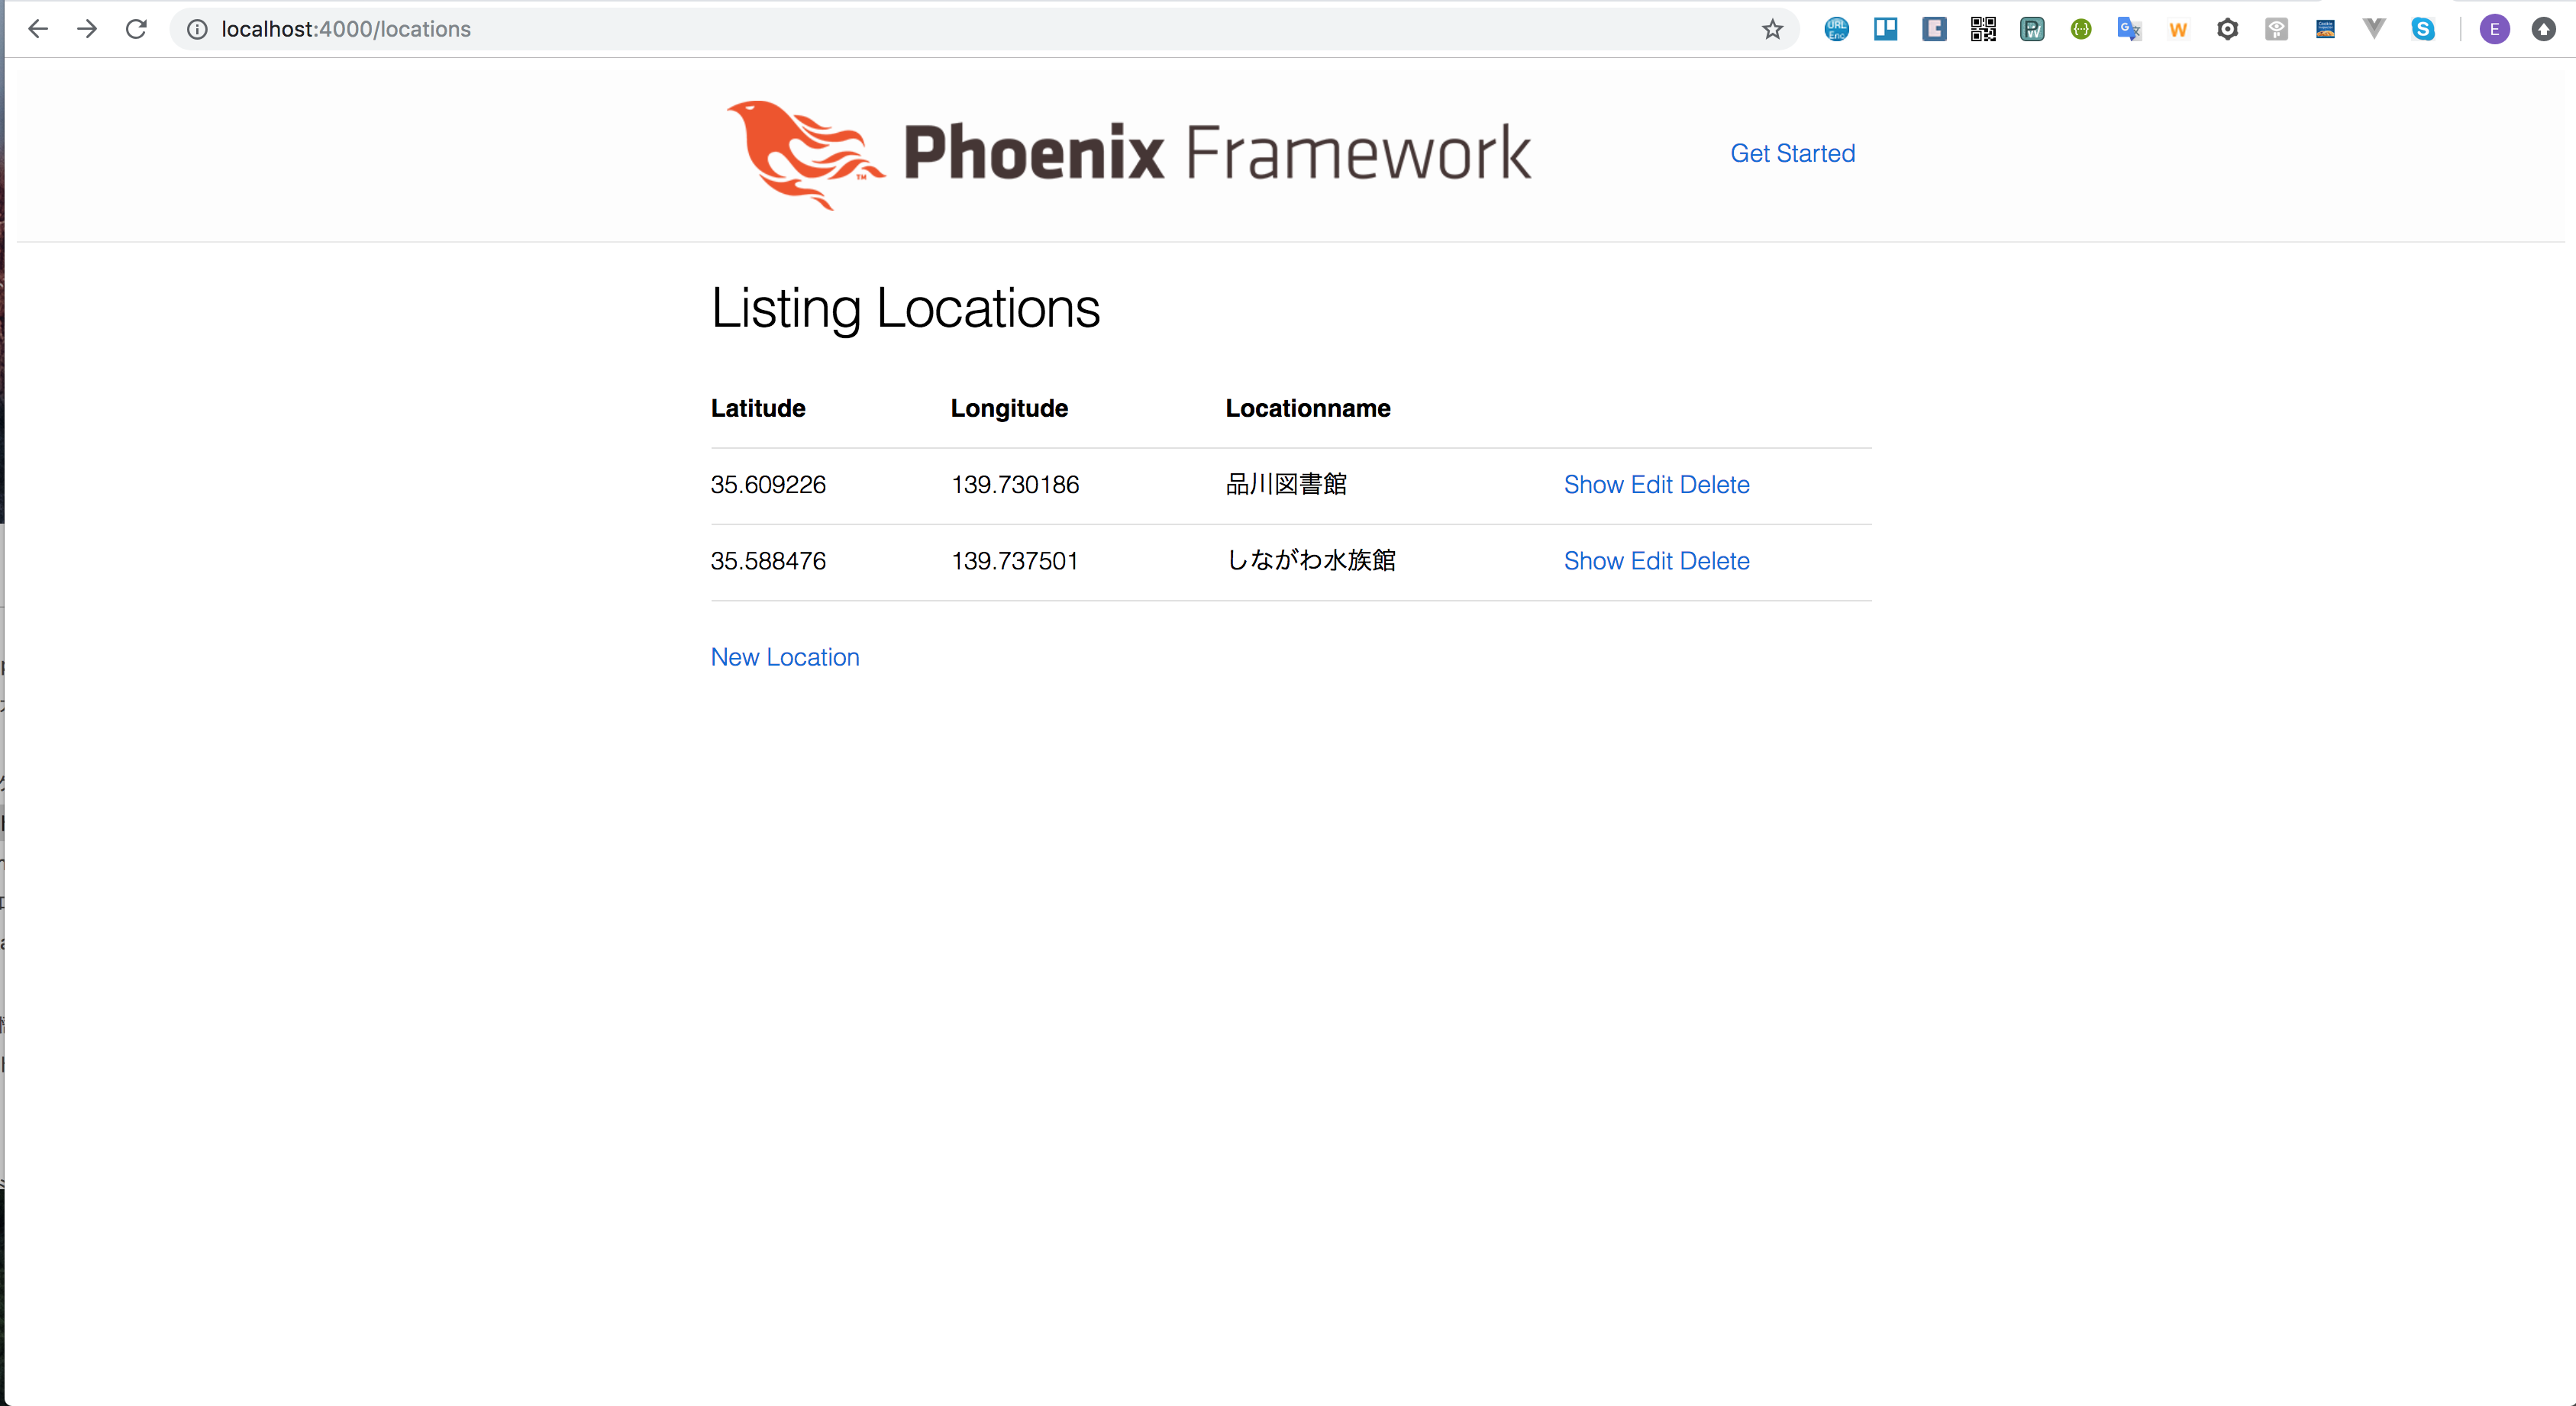 localhost:4000/locations
Phoenix Framework
Get Started
Listing Locations
Latitude Longitude Locationname
35.609226 139.730186 品川図書館 Show Edit Delete
35.588476 139.737501 しながわ水族館 Show Edit Delete
New Location